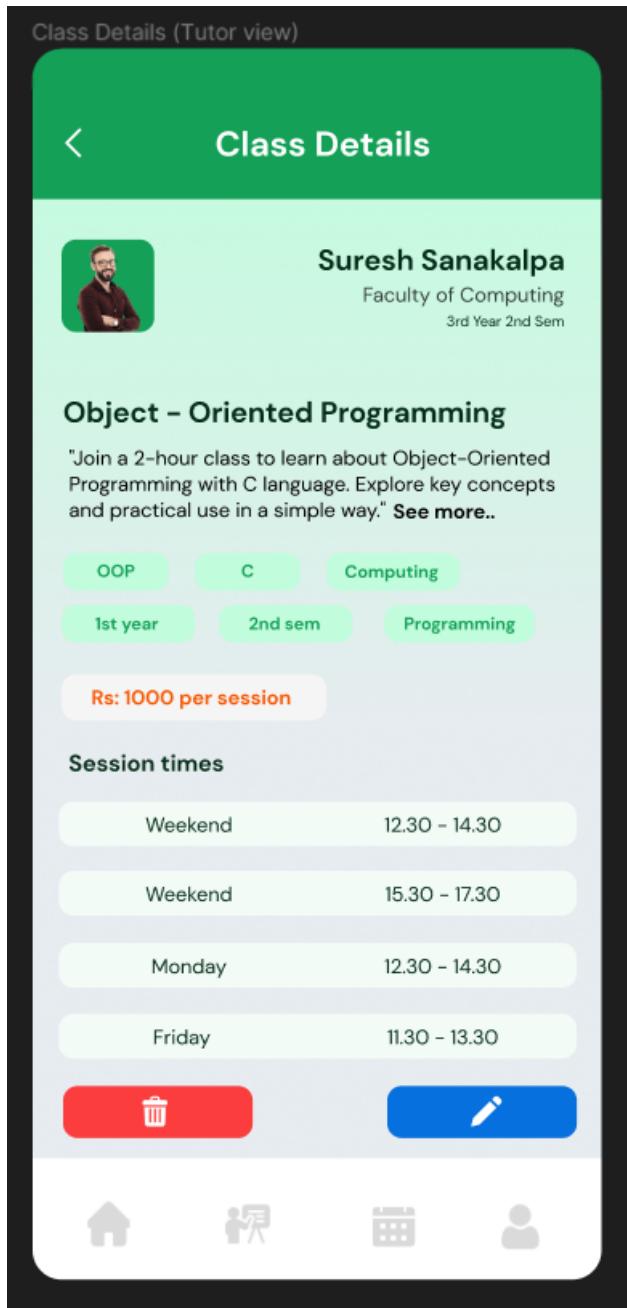 Class Details (Tutor view)
Class Details
Suresh Sanakalpa
Faculty of Computing
3rd Year 2nd Sem
Object - Oriented Programming
"Join a 2-hour class to learn about Object-Oriented
Programming with C language. Explore key concepts
and practical use in a simple way." See more..
OOP C Computing
1st year 2nd sem Programming
Rs: 1000 per session
Session times
Weekend 12.30 - 14.30
Weekend 15.30 - 17.30
Monday 12.30 - 14.30
Friday 11.30 - 13.30